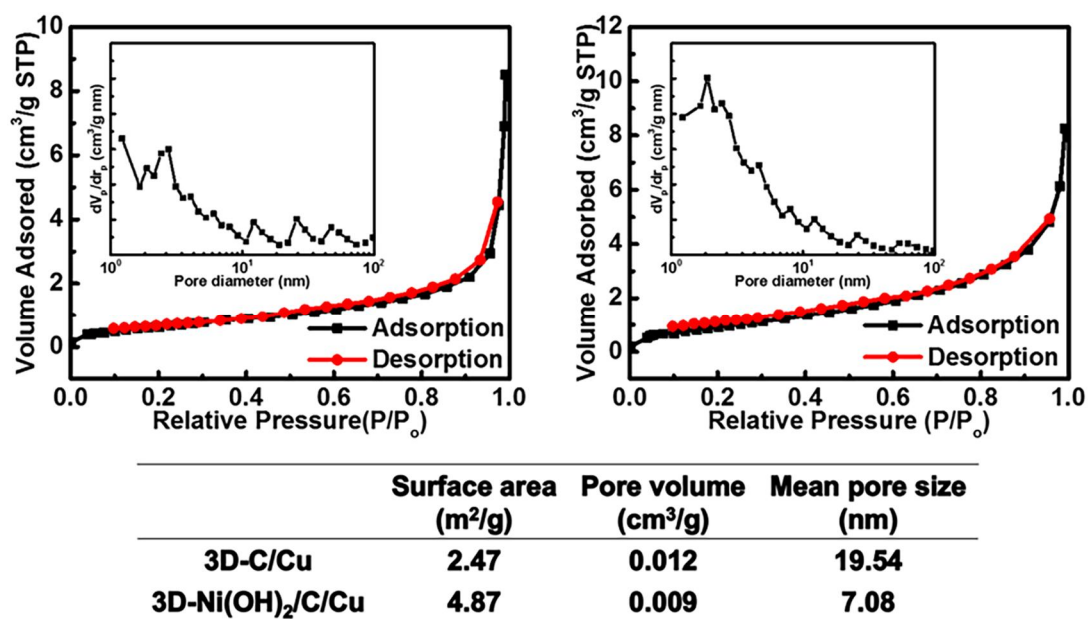 10
8
6
4
2
0
Volume Adsored (cm³/g STP)
dVₚ/drₚ (cm³/g nm)
10⁰ 10¹ 10²
Pore diameter (nm)
Adsorption
Desorption
0.0 0.2 0.4 0.6 0.8 1.0
Relative Pressure(P/Pₒ)
12
10
8
6
4
2
0
Volume Adsorbed (cm³/g STP)
dVₚ/drₚ (cm³/g nm)
10⁰ 10¹ 10²
Pore diameter (nm)
Adsorption
Desorption
0.0 0.2 0.4 0.6 0.8 1.0
Relative Pressure (P/Pₒ)
Surface area Pore volume Mean pore size
(m²/g) (cm³/g) (nm)
3D-C/Cu 2.47 0.012 19.54
3D-Ni(OH)₂/C/Cu 4.87 0.009 7.08